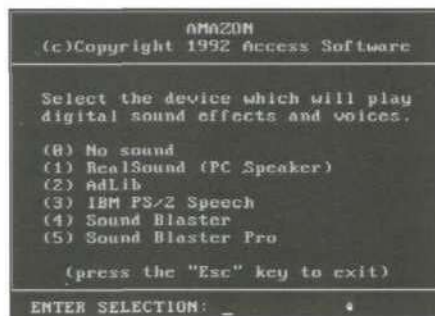 AMAZON
(c)Copyright 1992 Access Software
Select the device which will play
digital sound effects and voices.
(0) No sound
(1) RealSound (PC Speaker)
(2) AdLib
(3) IBM PS/2 Speech
(4) Sound Blaster
(5) Sound Blaster Pro
(press the "Esc" key to exit)
ENTER SELECTION: _